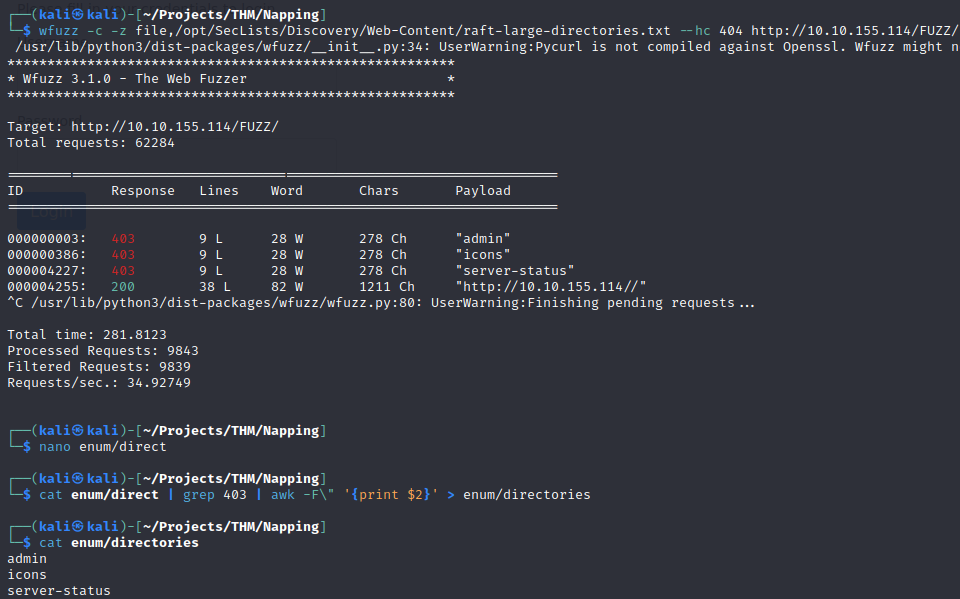 ┌──(kali㉿kali)-[~/Projects/THM/Napping]
└─$ wfuzz -c -z file,/opt/SecLists/Discovery/Web-Content/raft-large-directories.txt --hc 404 http://10.10.155.114/FUZZ/
/usr/lib/python3/dist-packages/wfuzz/__init__.py:34: UserWarning:Pycurl is not compiled against Openssl. Wfuzz might n
********************************************************
* Wfuzz 3.1.0 - The Web Fuzzer                         *
********************************************************
Target: http://10.10.155.114/FUZZ/
Total requests: 62284
=====================================================================
ID           Response   Lines    Word       Chars       Payload
=====================================================================
Login
000000003:   403        9 L      28 W       278 Ch      "admin"
000000386:   403        9 L      28 W       278 Ch      "icons"
000004227:   403        9 L      28 W       278 Ch      "server-status"
000004255:   200        38 L     82 W       1211 Ch     "http://10.10.155.114//"
^C /usr/lib/python3/dist-packages/wfuzz/wfuzz.py:80: UserWarning:Finishing pending requests...
Total time: 281.8123
Processed Requests: 9843
Filtered Requests: 9839
Requests/sec.: 34.92749
┌──(kali㉿kali)-[~/Projects/THM/Napping]
└─$ nano enum/direct
┌──(kali㉿kali)-[~/Projects/THM/Napping]
└─$ cat enum/direct | grep 403 | awk -F\" '{print $2}' > enum/directories
┌──(kali㉿kali)-[~/Projects/THM/Napping]
└─$ cat enum/directories
admin
icons
server-status